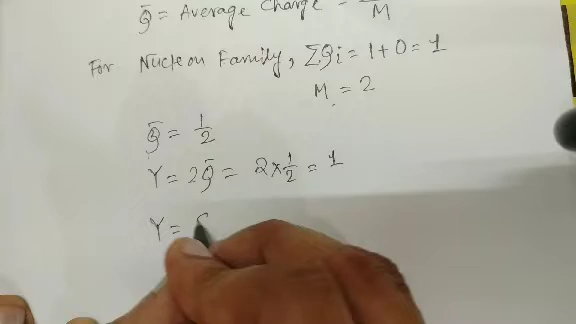 Q̄ = Average Charge = M
For Nucleon Family, ΣQi = 1 + 0 = 1
M = 2
Q̄ = 1/2
Y = 2Q̄ = 2 × 1/2 = 1
Y =